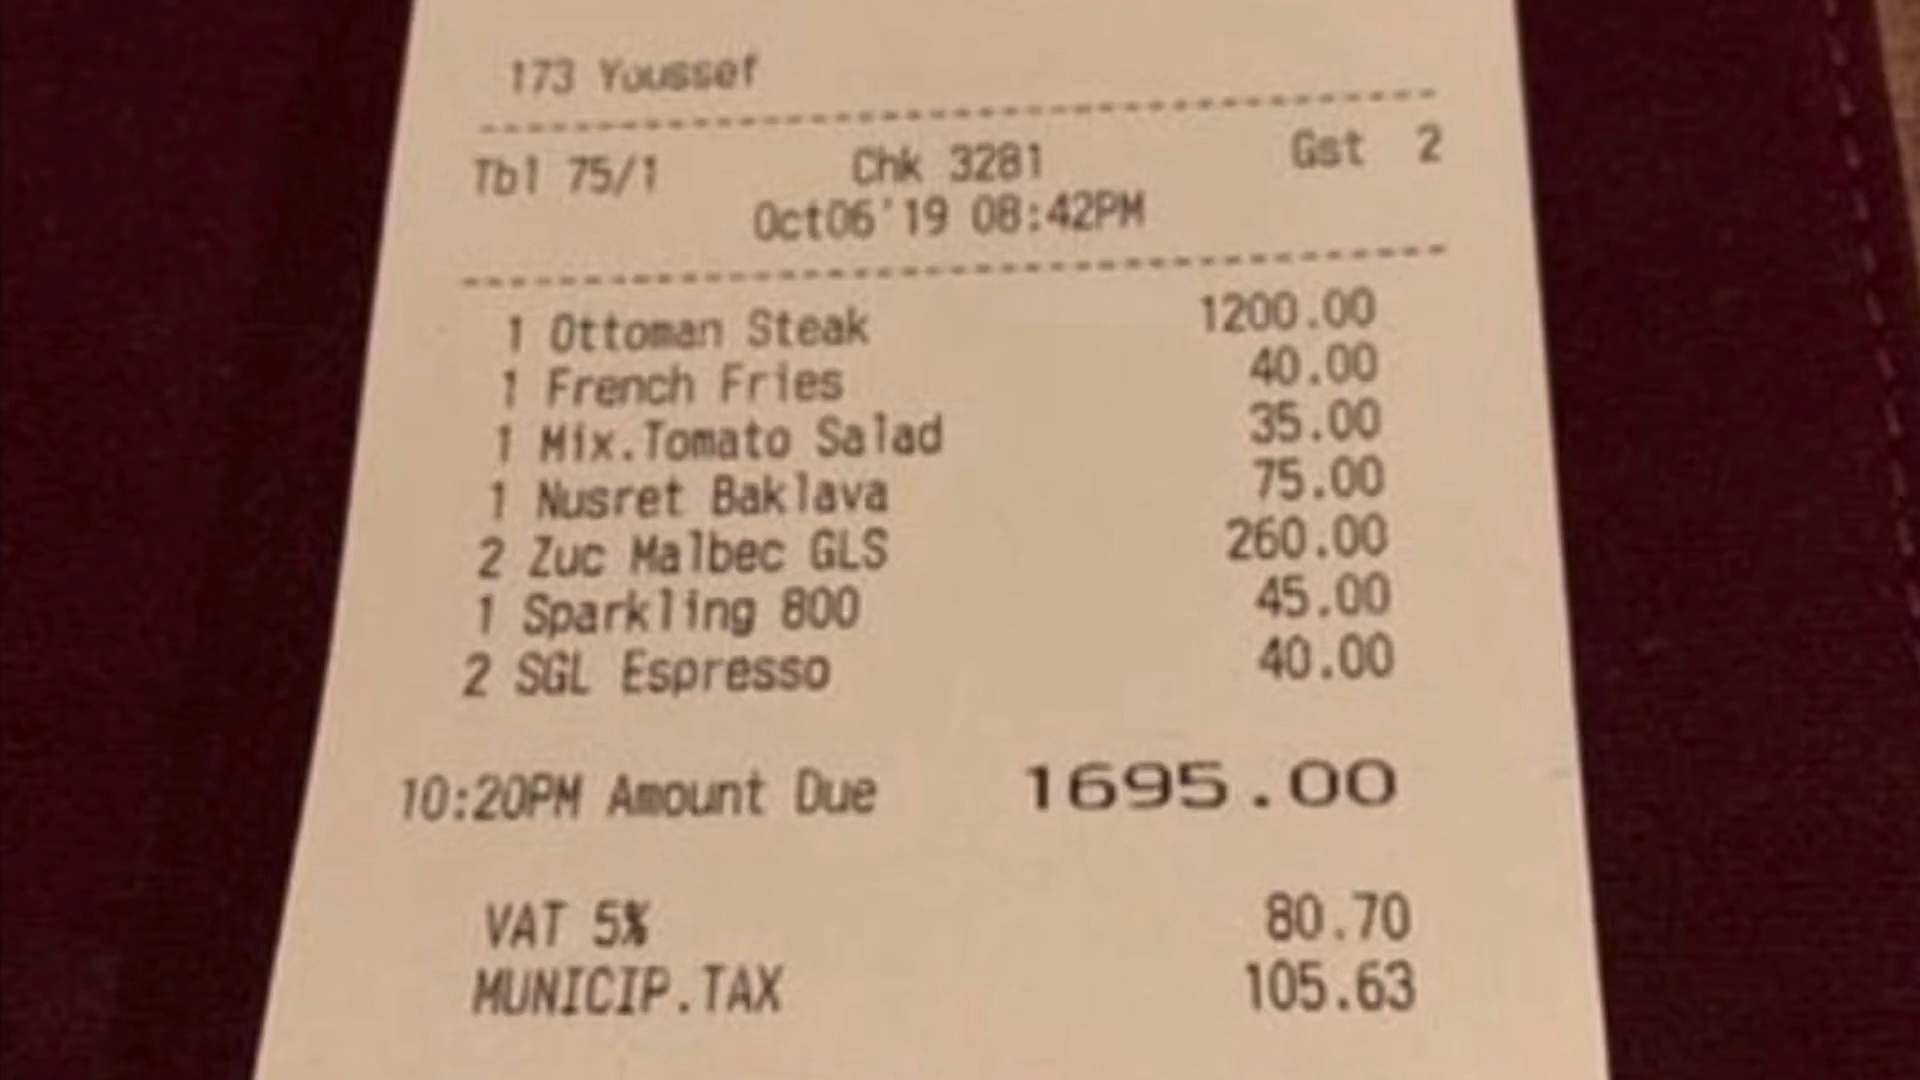 173 Youssef
Tbl 75/1 Chk 3281 Gst 2
Oct06'19 08:42PM
1 Ottoman Steak 1200.00
1 French Fries 40.00
1 Mix.Tomato Salad 35.00
1 Nusret Baklava 75.00
2 Zuc Malbec GLS 260.00
1 Sparkling 800 45.00
2 SGL Espresso 40.00
10:20PM Amount Due 1695.00
VAT 5% 80.70
MUNICIP.TAX 105.63